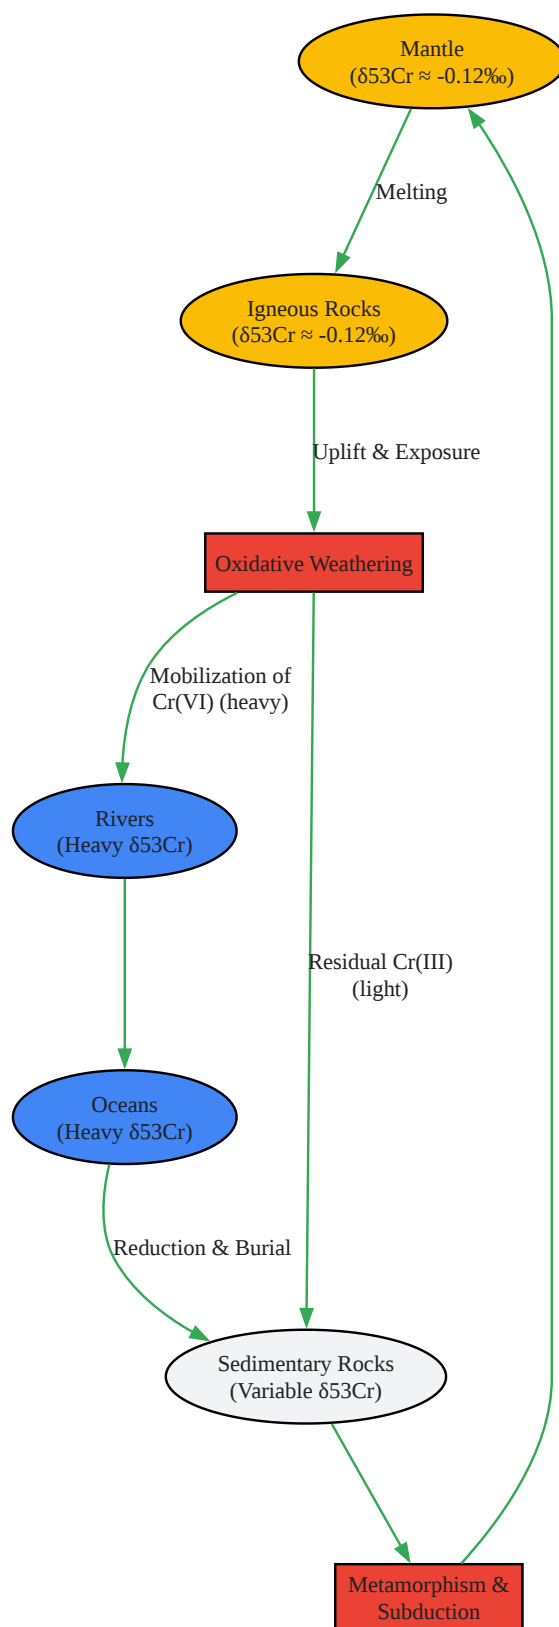 Mantle
(δ53Cr ≈ -0.12‰)
Melting
Igneous Rocks
(δ53Cr ≈ -0.12‰)
Uplift & Exposure
Oxidative Weathering
Mobilization of
Cr(VI) (heavy)
Rivers
(Heavy δ53Cr)
Residual Cr(III)
(light)
Oceans
(Heavy δ53Cr)
Reduction & Burial
Sedimentary Rocks
(Variable δ53Cr)
Metamorphism &
Subduction